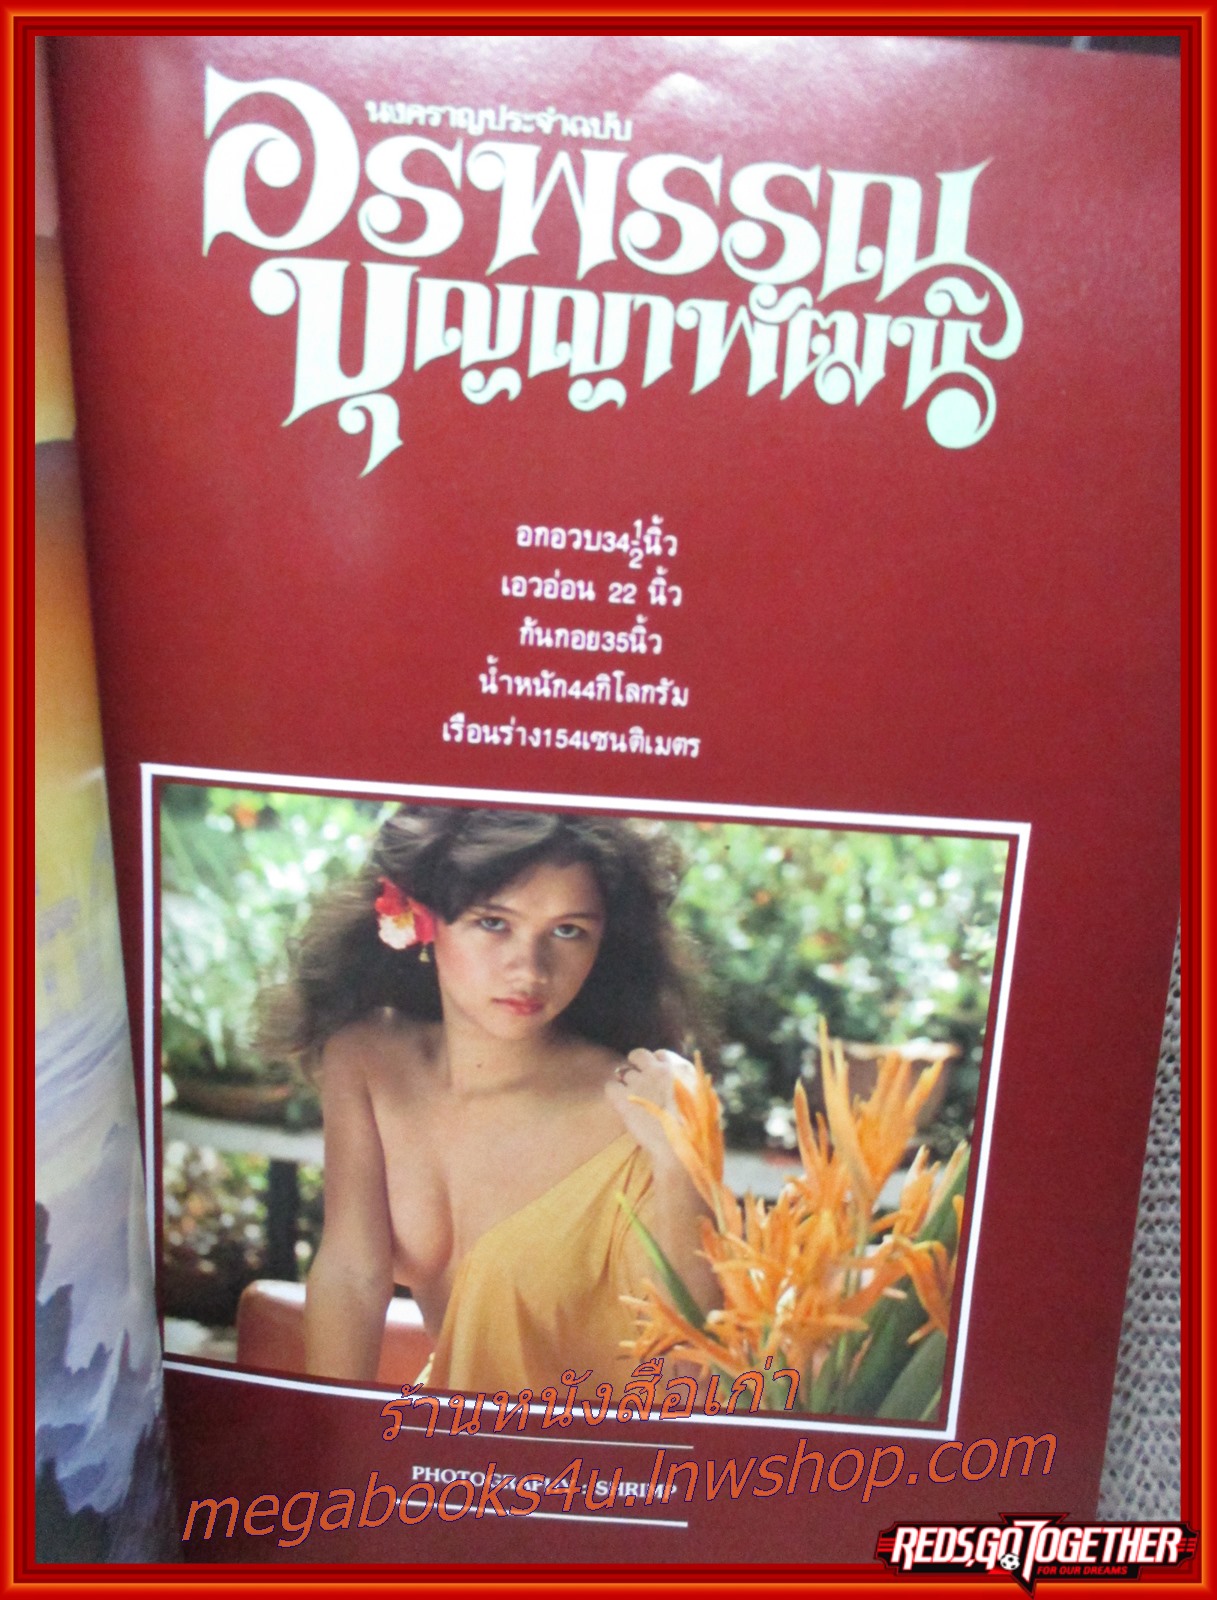 นงคราญประจำฉบับ
อรพรรณ
บุญญาพัฒน์
อกอวบ34½นิ้ว
เอวอ่อน 22 นิ้ว
ก้นกอย35นิ้ว
น้ำหนัก44กิโลกรัม
เรือนร่าง154เซนติเมตร
ร้านหนังสือเก่า
PHOTOGRAPHY : SHRIMP
megabooks4u.lnwshop.com
REDS,GO TOGETHER
FOR OUR DREAMS